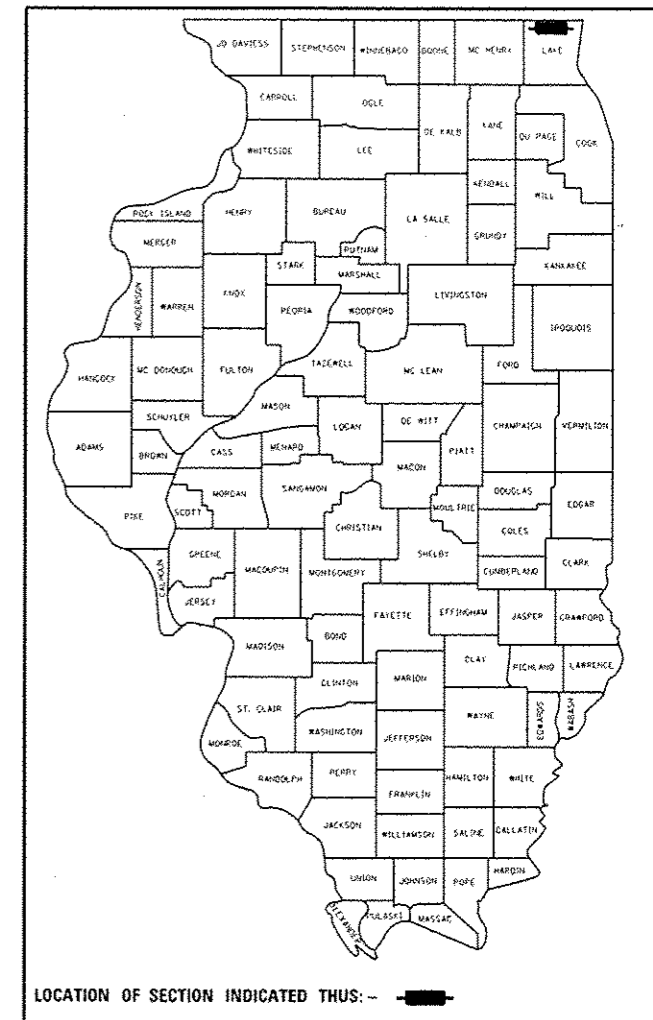 JO DAVIESS STEPHENSON WINNEBAGO BOONE MC HENRY LAKE
CARROLL OGLE
DE KALB KANE DU PAGE COOK
WHITESIDE LEE
KENDALL WILL
ROCK ISLAND HENRY BUREAU LA SALLE
GRUNDY
MERCER PUTNAM
STARK MARSHALL KANKAKEE
HENDERSON WARREN KNOX PEORIA WOODFORD LIVINGSTON IROQUOIS
HANCOCK MC DONOUGH FULTON TAZEWELL MC LEAN FORD
MASON
SCHUYLER LOGAN DE WITT CHAMPAIGN VERMILION
ADAMS BROWN CASS MENARD PIATT
MACON
PIKE SCOTT MORGAN SANGAMON DOUGLAS EDGAR
CHRISTIAN MOULTRIE COLES
CALHOUN GREENE MACOUPIN MONTGOMERY SHELBY CUMBERLAND CLARK
JERSEY FAYETTE EFFINGHAM JASPER CRAWFORD
MADISON BOND
CLAY RICHLAND LAWRENCE
CLINTON MARION
ST. CLAIR WAYNE EDWARDS WABASH
MONROE WASHINGTON JEFFERSON
RANDOLPH PERRY HAMILTON WHITE
FRANKLIN
JACKSON WILLIAMSON SALINE GALLATIN
UNION JOHNSON POPE HARDIN
ALEXANDER PULASKI MASSAC
LOCATION OF SECTION INDICATED THUS: -